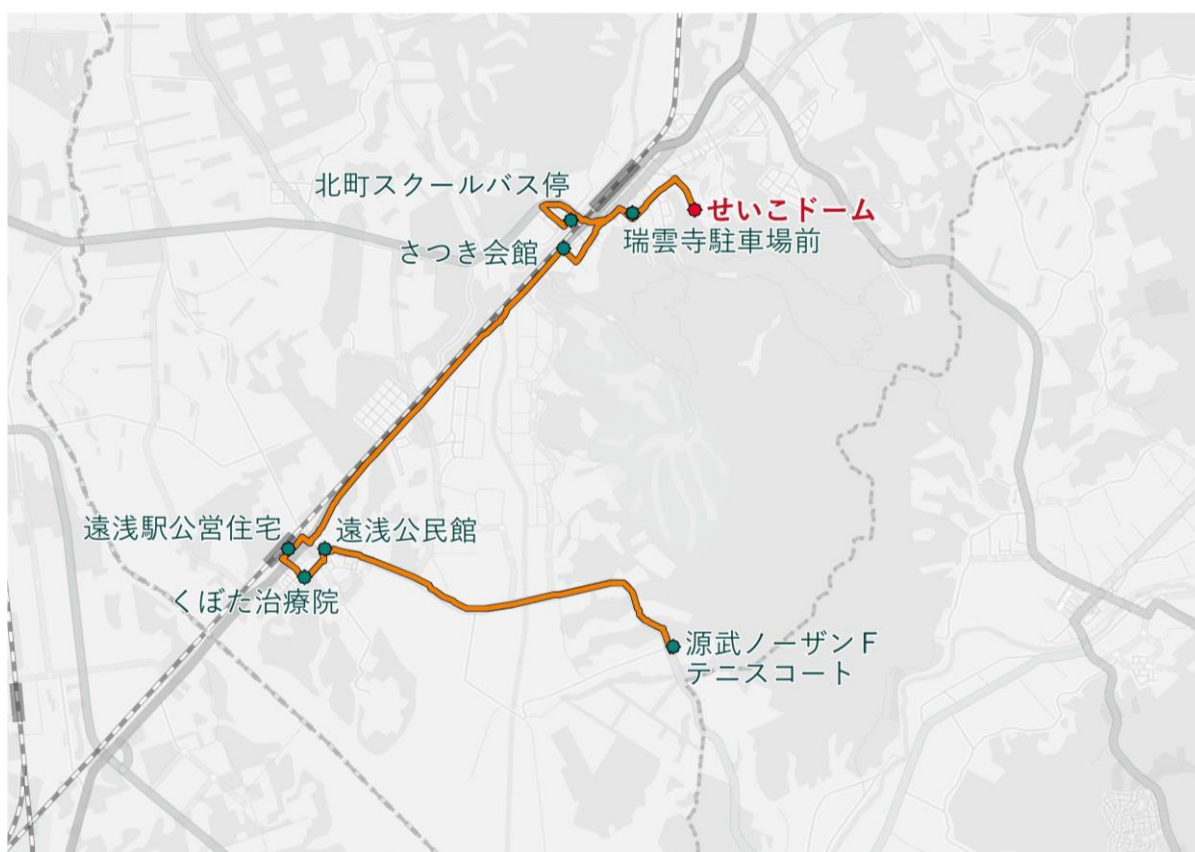 北町スクールバス停
せいこドーム
瑞雲寺駐車場前
さつき会館
遠浅駅公営住宅
遠浅公民館
くぼた治療院
源武ノーザンF
テニスコート